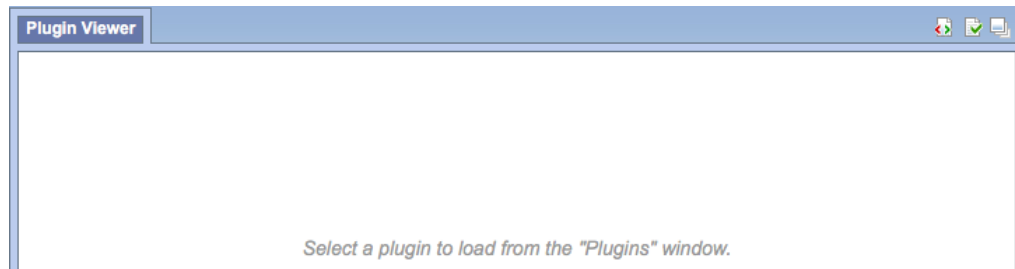 Plugin Viewer
Select a plugin to load from the "Plugins" window.